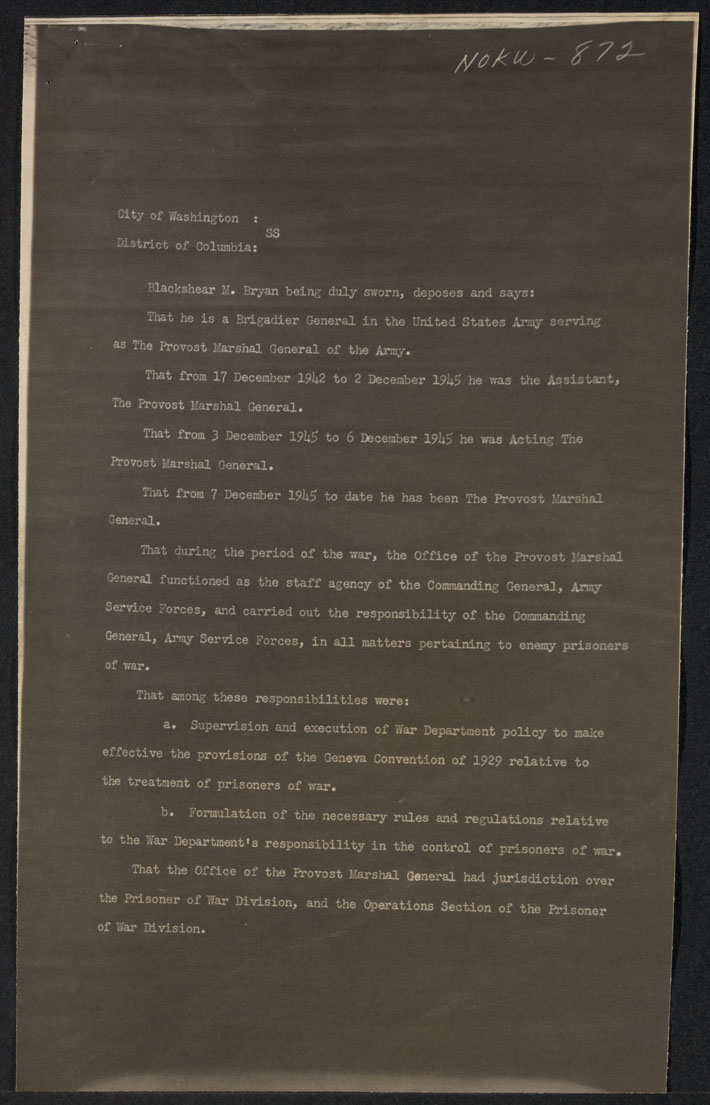 NOKW-872
City of Washington :
SS
District of Columbia:
Blackshear M. Bryan being duly sworn, deposes and says:
That he is a Brigadier General in the United States Army serving
as The Provost Marshal General of the Army.
That from 17 December 1942 to 2 December 1945 he was the Assistant,
The Provost Marshal General.
That from 3 December 1945 to 6 December 1945 he was Acting The
Provost Marshal General.
That from 7 December 1945 to date he has been The Provost Marshal
General.
That during the period of the war, the Office of the Provost Marshal
General functioned as the staff agency of the Commanding General, Army
Service Forces, and carried out the responsibility of the Commanding
General, Army Service Forces, in all matters pertaining to enemy prisoners
of war.
That among these responsibilities were:
a. Supervision and execution of War Department policy to make
effective the provisions of the Geneva Convention of 1929 relative to
the treatment of prisoners of war.
b. Formulation of the necessary rules and regulations relative
to the War Department's responsibility in the control of prisoners of war.
That the Office of the Provost Marshal General had jurisdiction over
the Prisoner of War Division, and the Operations Section of the Prisoner
of War Division.